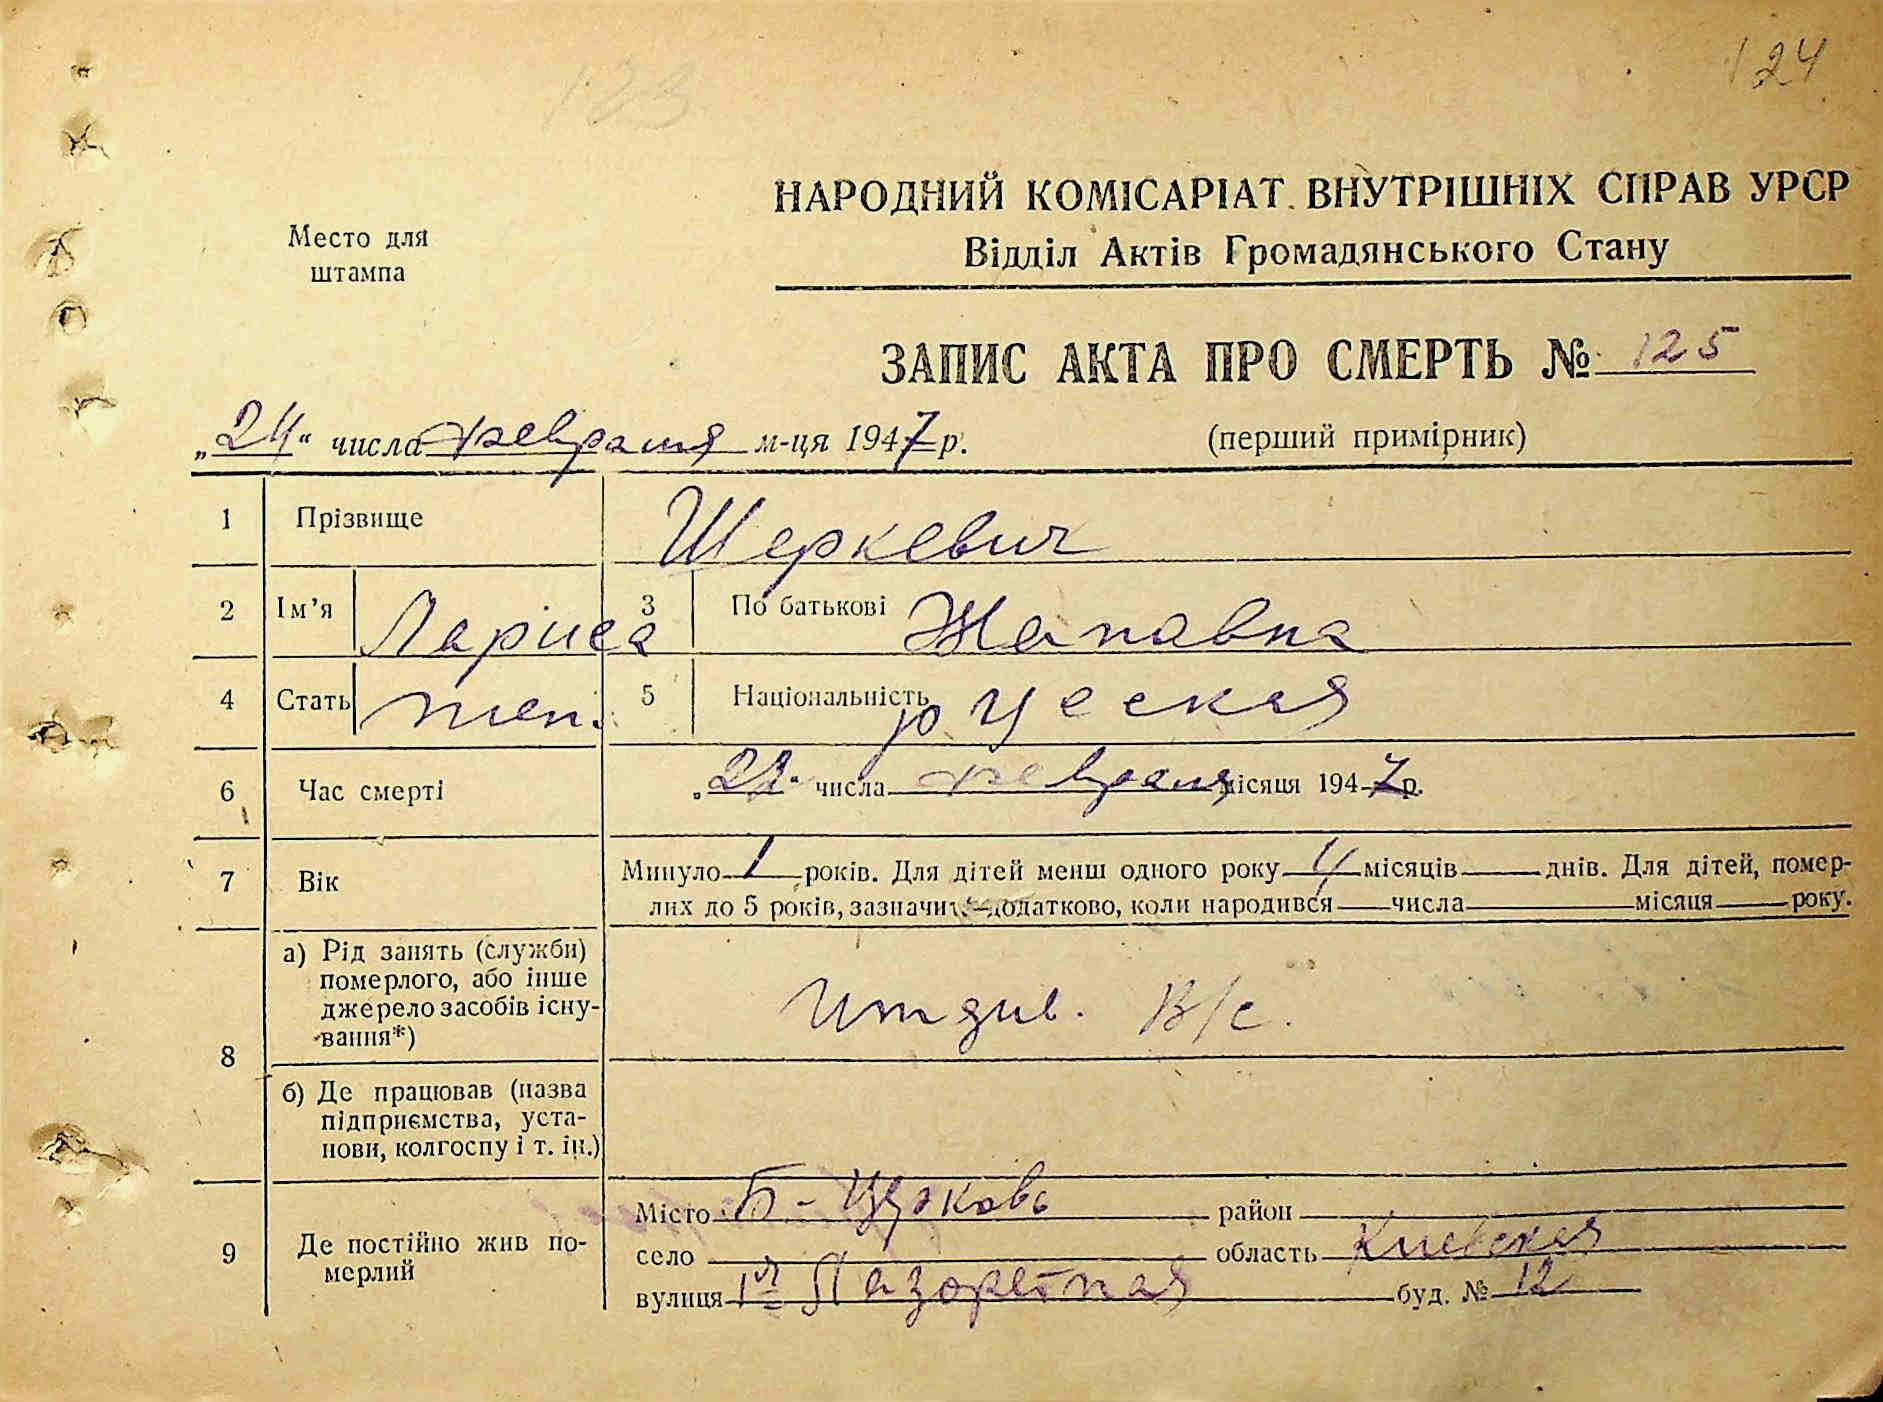 123
124
Место для
штампа
НАРОДНИЙ КОМІСАРІАТ ВНУТРІШНІХ СПРАВ УРСР
Відділ Актів Громадянського Стану
ЗАПИС АКТА ПРО СМЕРТЬ № 125
„24“ числа февраля м-ця 1947 р. (перший примірник)
1 Прізвище Шеркевич
2 Ім’я Лариса 3 По батькові
4 Стать жен. 5 Національність русская
6 Час смерті „22“ числа февраля місяця 1947 р.
7 Вік Минуло 1 років. Для дітей менш одного року 4 місяців днів. Для дітей, помер-
лих до 5 років, зазначить додатково, коли народився числа місяця року.
8 а) Рід занять (служби)
померлого, або інше
джерело засобів існу-
вання*)
Иждив. В/с.
б) Де працював (назва
підприємства, уста-
нови, колгоспу і т. ін.)
9 Де постійно жив по-
мерлий
Місто Б-Церковь район
село область Киевская
вулиця 1я Лазаретная буд. № 12